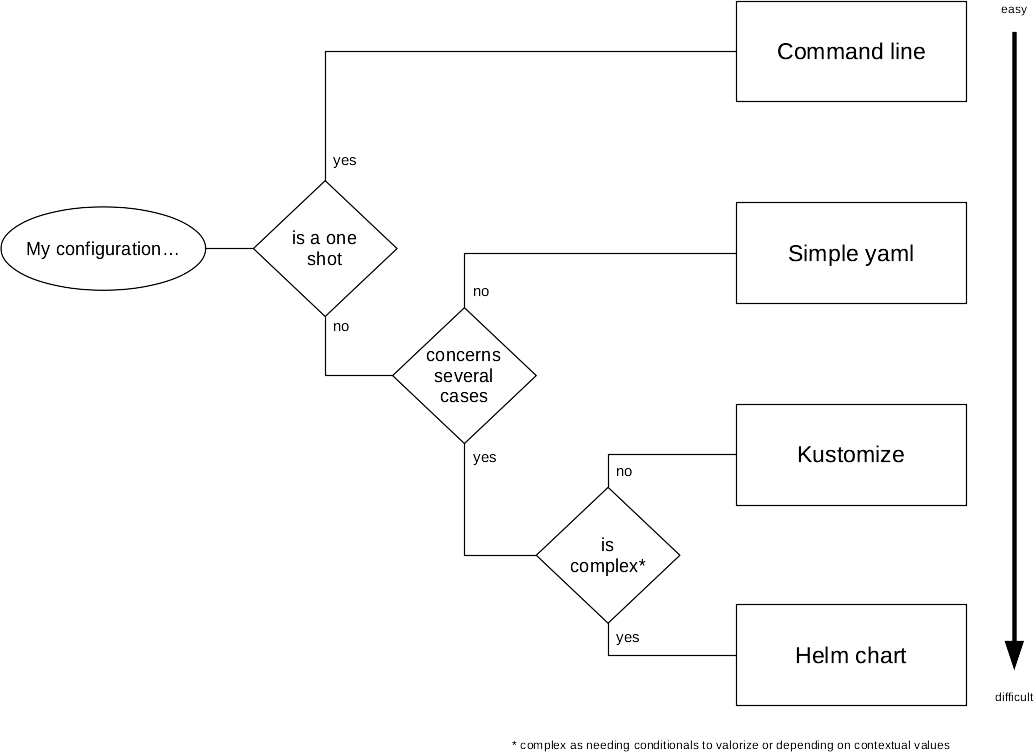 easy
Command line
yes
My configuration…
is a one
shot
no
Simple yaml
no
concerns
several
cases
yes
Kustomize
no
is
complex*
yes
Helm chart
difficult
* complex as needing conditionals to valorize or depending on contextual values